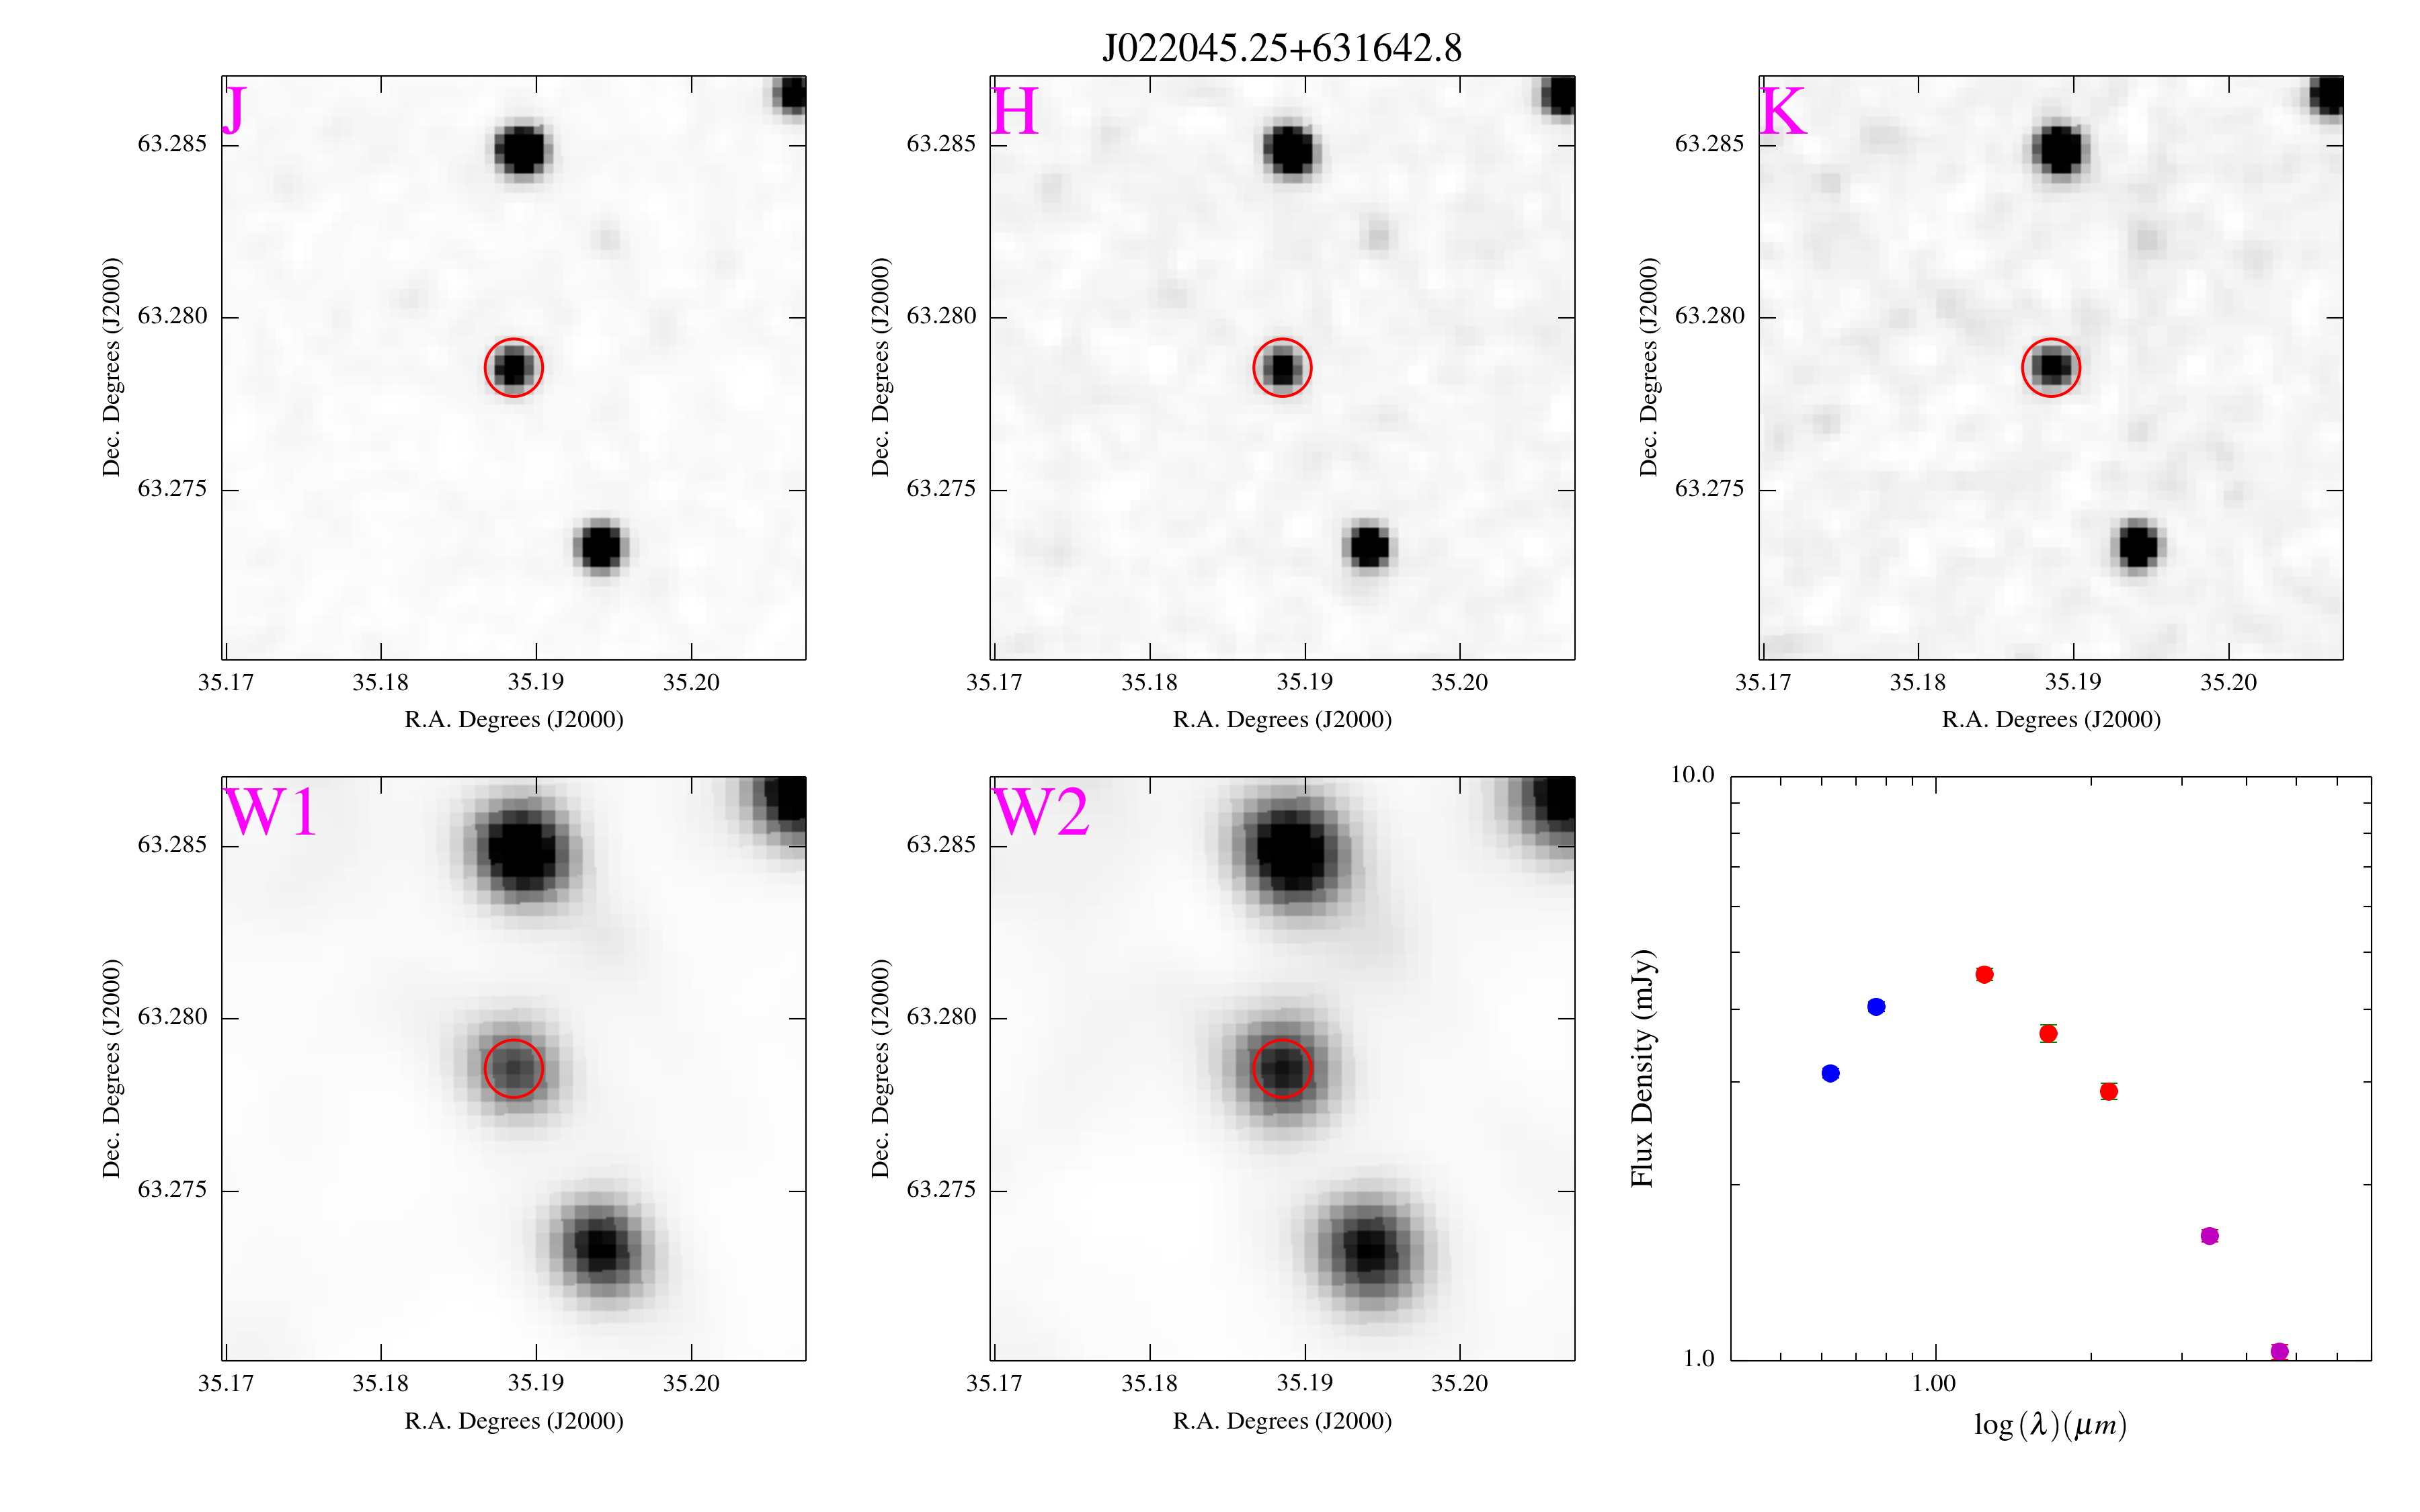 J022045.25+631642.8
J
63.285
63.280
63.275
Dec. Degrees (J2000)
35.17 35.18 35.19 35.20
R.A. Degrees (J2000)
H
63.285
63.280
63.275
Dec. Degrees (J2000)
35.17 35.18 35.19 35.20
R.A. Degrees (J2000)
K
63.285
63.280
63.275
Dec. Degrees (J2000)
35.17 35.18 35.19 35.20
R.A. Degrees (J2000)
W1
63.285
63.280
63.275
Dec. Degrees (J2000)
35.17 35.18 35.19 35.20
R.A. Degrees (J2000)
W2
63.285
63.280
63.275
Dec. Degrees (J2000)
35.17 35.18 35.19 35.20
R.A. Degrees (J2000)
10.0
1.0
Flux Density (mJy)
1.00
log(λ)(μm)